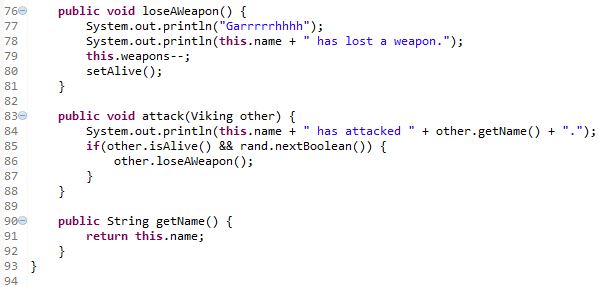 76 public void loseAWeapon() {
77 System.out.println("Garrrrrhhhh");
78 System.out.println(this.name + " has lost a weapon.");
79 this.weapons--;
80 setAlive();
81 }
82
83 public void attack(Viking other) {
84 System.out.println(this.name + " has attacked " + other.getName() + ".");
85 if(other.isAlive() && rand.nextBoolean()) {
86 other.loseAWeapon();
87 }
88 }
89
90 public String getName() {
91 return this.name;
92 }
93 }
94